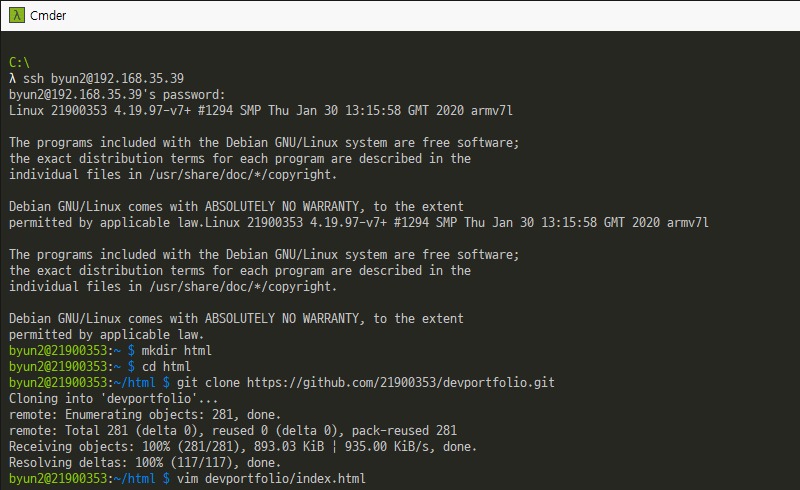 λ Cmder
C:\
λ ssh byun2@192.168.35.39
byun2@192.168.35.39's password:
Linux 21900353 4.19.97-v7+ #1294 SMP Thu Jan 30 13:15:58 GMT 2020 armv7l
The programs included with the Debian GNU/Linux system are free software;
the exact distribution terms for each program are described in the
individual files in /usr/share/doc/*/copyright.
Debian GNU/Linux comes with ABSOLUTELY NO WARRANTY, to the extent
permitted by applicable law.Linux 21900353 4.19.97-v7+ #1294 SMP Thu Jan 30 13:15:58 GMT 2020 armv7l
The programs included with the Debian GNU/Linux system are free software;
the exact distribution terms for each program are described in the
individual files in /usr/share/doc/*/copyright.
Debian GNU/Linux comes with ABSOLUTELY NO WARRANTY, to the extent
permitted by applicable law.
byun2@21900353:~ $ mkdir html
byun2@21900353:~ $ cd html
byun2@21900353:~/html $ git clone https://github.com/21900353/devportfolio.git
Cloning into 'devportfolio'...
remote: Enumerating objects: 281, done.
remote: Total 281 (delta 0), reused 0 (delta 0), pack-reused 281
Receiving objects: 100% (281/281), 893.03 KiB ¦ 935.00 KiB/s, done.
Resolving deltas: 100% (117/117), done.
byun2@21900353:~/html $ vim devportfolio/index.html